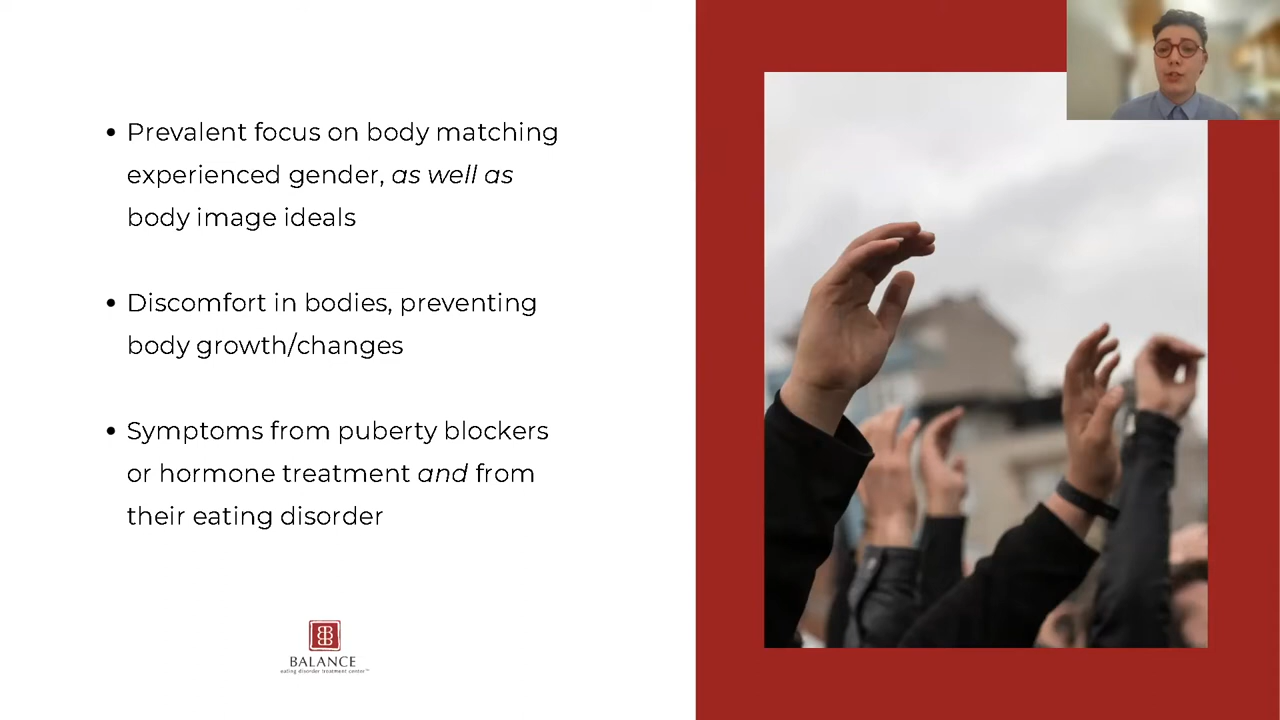 • Prevalent focus on body matching
experienced gender, as well as
body image ideals
• Discomfort in bodies, preventing
body growth/changes
• Symptoms from puberty blockers
or hormone treatment and from
their eating disorder
BALANCE
eating disorder treatment center™